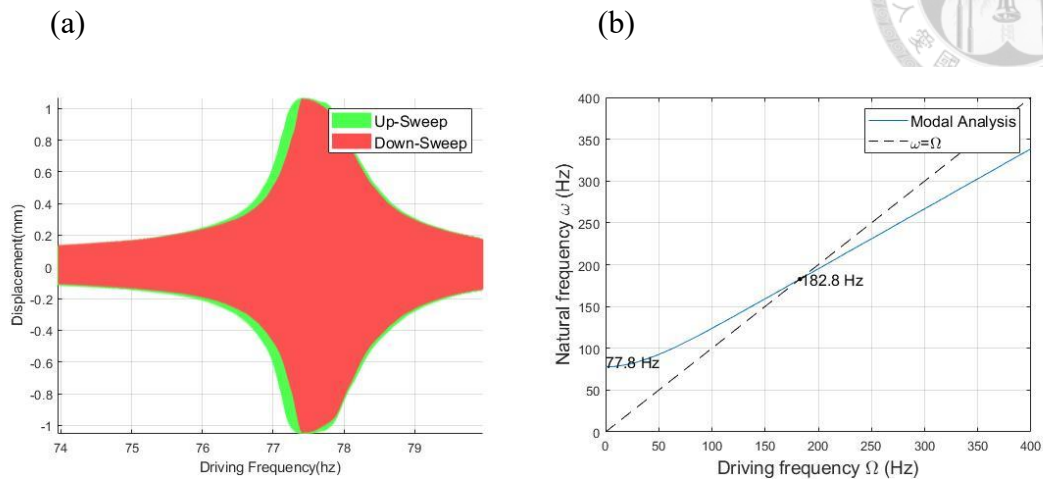 (a)
(b)
人 愛 國
Up-Sweep
Down-Sweep
1
0.8
0.6
0.4
0.2
0
-0.2
-0.4
-0.6
-0.8
-1
Displacement(mm)
74 75 76 77 78 79
Driving Frequency(hz)
Modal Analysis
ω=Ω
400
350
300
250
200
150
100
50
0
Natural frequency ω (Hz)
182.8 Hz
77.8 Hz
0 50 100 150 200 250 300 350 400
Driving frequency Ω (Hz)